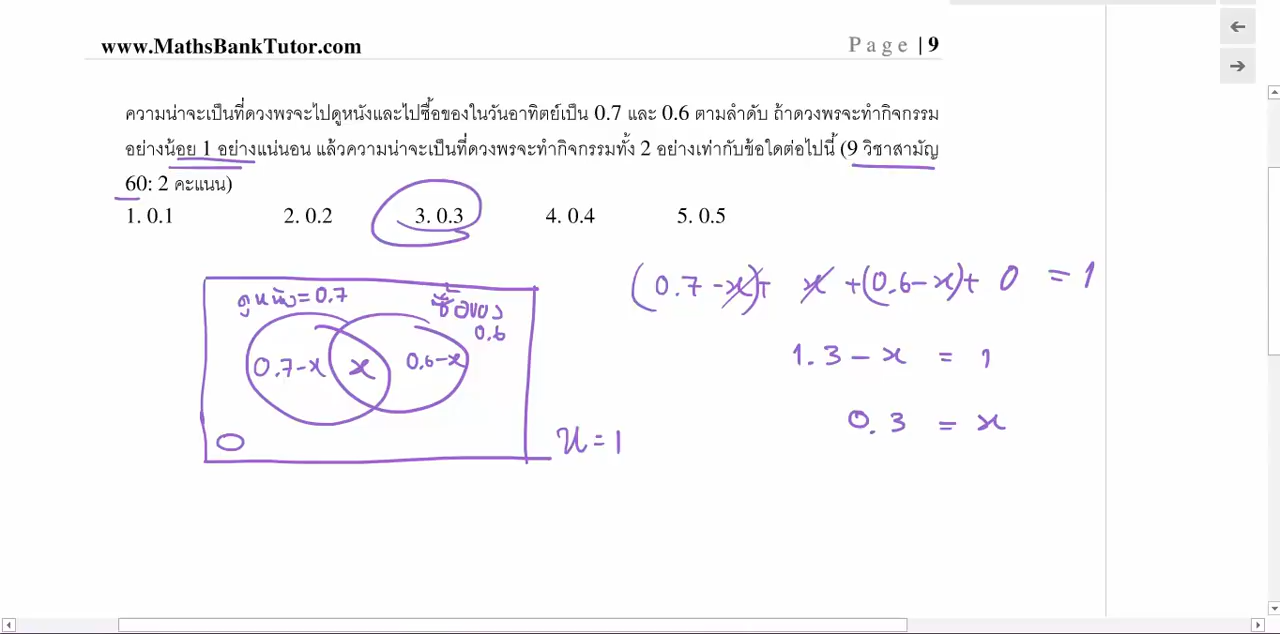 www.MathsBankTutor.com
Page | 9
ความน่าจะเป็นที่ดวงพรจะไปดูหนังและไปซื้อของในวันอาทิตย์เป็น 0.7 และ 0.6 ตามลำดับ ถ้าดวงพรจะทำกิจกรรม
อย่างน้อย 1 อย่างแน่นอน แล้วความน่าจะเป็นที่ดวงพรจะทำกิจกรรมทั้ง 2 อย่างเท่ากับข้อใดต่อไปนี้ (9 วิชาสามัญ
60: 2 คะแนน)
1. 0.1 2. 0.2 3. 0.3 4. 0.4 5. 0.5
ดูหนัง = 0.7
ซื้อของ
0.6
0.7-x x 0.6-x
0
U = 1
(0.7 - x) + x + (0.6 - x) + 0 = 1
1.3 - x = 1
0.3 = x